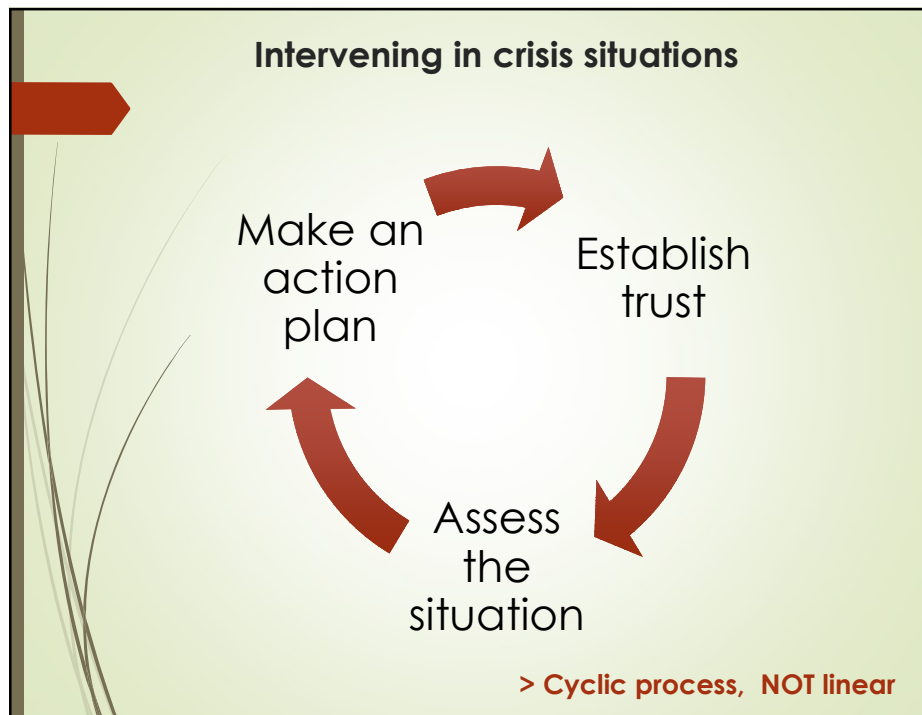 Intervening in crisis situations
Make an
action
plan
Establish
trust
Assess
the
situation
> Cyclic process, NOT linear